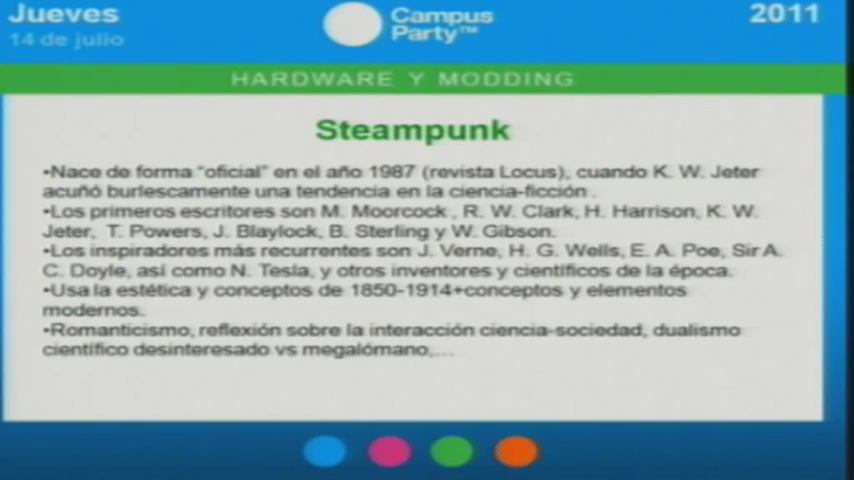 Jueves
14 de julio
Campus
Party™
2011
HARDWARE Y MODDING
Steampunk
•Nace de forma “oficial” en el año 1987 (revista Locus), cuando K. W. Jeter
acuñó burlescamente una tendencia en la ciencia-ficción .
•Los primeros escritores son M. Moorcock , R. W. Clark, H. Harrison, K. W.
Jeter, T. Powers, J. Blaylock, B. Sterling y W. Gibson.
•Los inspiradores más recurrentes son J. Verne, H. G. Wells, E. A. Poe, Sir A.
C. Doyle, así como N. Tesla, y otros inventores y científicos de la época.
•Usa la estética y conceptos de 1850-1914+conceptos y elementos
modernos.
•Romanticismo, reflexión sobre la interacción ciencia-sociedad, dualismo
científico desinteresado vs megalómano,…